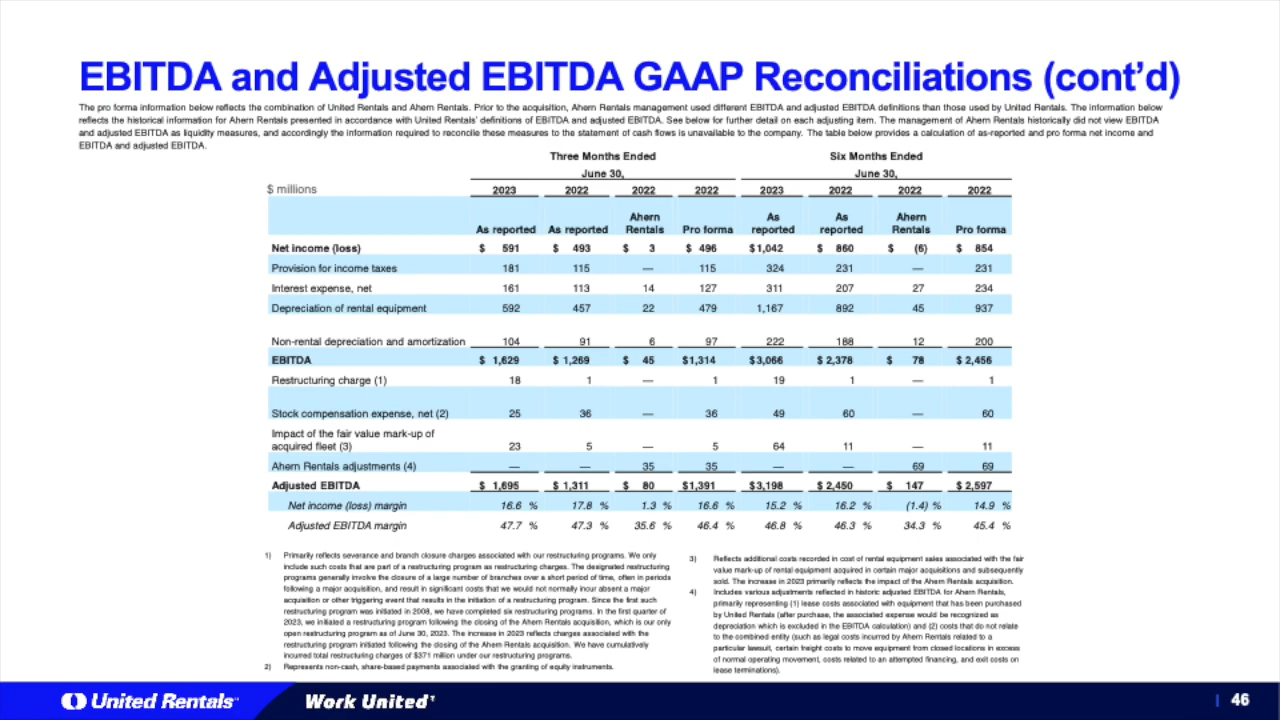 EBITDA and Adjusted EBITDA GAAP Reconciliations (cont’d)
The pro forma information below reflects the combination of United Rentals and Ahern Rentals. Prior to the acquisition, Ahern Rentals management used different EBITDA and adjusted EBITDA definitions than those used by United Rentals. The information below
reflects the historical information for Ahern Rentals presented in accordance with United Rentals’ definitions of EBITDA and adjusted EBITDA. See below for further detail on each adjusting item. The management of Ahern Rentals historically did not view EBITDA
and adjusted EBITDA as liquidity measures, and accordingly the information required to reconcile these measures to the statement of cash flows is unavailable to the company. The table below provides a calculation of as-reported and pro forma net income and
EBITDA and adjusted EBITDA.
Three Months Ended Six Months Ended
June 30, June 30,
$ millions 2023 2022 2022 2022 2023 2022 2022 2022
As reported As reported Ahern Rentals Pro forma As reported As reported Ahern Rentals Pro forma
Net income (loss) $ 591 $ 493 $ 3 $ 496 $ 1,042 $ 860 $ (6) $ 854
Provision for income taxes 181 115 — 115 324 231 — 231
Interest expense, net 161 113 14 127 311 207 27 234
Depreciation of rental equipment 592 457 22 479 1,167 892 45 937
Non-rental depreciation and amortization 104 91 6 97 222 188 12 200
EBITDA $ 1,629 $ 1,269 $ 45 $1,314 $3,066 $ 2,378 $ 78 $ 2,456
Restructuring charge (1) 18 1 — 1 19 1 — 1
Stock compensation expense, net (2) 25 36 — 36 49 60 — 60
Impact of the fair value mark-up of
acquired fleet (3) 23 5 — 5 64 11 — 11
Ahern Rentals adjustments (4) — — 35 35 — — 69 69
Adjusted EBITDA $ 1,695 $ 1,311 $ 80 $1,391 $3,198 $ 2,450 $ 147 $ 2,597
Net income (loss) margin 16.6 % 17.8 % 1.3 % 16.6 % 15.2 % 16.2 % (1.4) % 14.9 %
Adjusted EBITDA margin 47.7 % 47.3 % 35.6 % 46.4 % 46.8 % 46.3 % 34.3 % 45.4 %
1) Primarily reflects severance and branch closure charges associated with our restructuring programs. We only
include such costs that are part of a restructuring program as restructuring charges. The designated restructuring
programs generally involve the closure of a large number of branches over a short period of time, often in periods
following a major acquisition, and result in significant costs that we would not normally incur absent a major
acquisition or other triggering event that results in the initiation of a restructuring program. Since the first such
restructuring program was initiated in 2008, we have completed six restructuring programs. In the first quarter of
2023, we initiated a restructuring program following the closing of the Ahern Rentals acquisition, which is our only
open restructuring program as of June 30, 2023. The increase in 2023 reflects charges associated with the
restructuring program initiated following the closing of the Ahern Rentals acquisition. We have cumulatively
incurred total restructuring charges of $371 million under our restructuring programs.
2) Represents non-cash, share-based payments associated with the granting of equity instruments.
3) Reflects additional costs recorded in cost of rental equipment sales associated with the fair
value mark-up of rental equipment acquired in certain major acquisitions and subsequently
sold. The increase in 2023 primarily reflects the impact of the Ahern Rentals acquisition.
4) Includes various adjustments reflected in historic adjusted EBITDA for Ahern Rentals,
primarily representing (1) lease costs associated with equipment that has been purchased
by United Rentals (after purchase, the associated expense would be recognized as
depreciation which is excluded in the EBITDA calculation) and (2) costs that do not relate
to the combined entity (such as legal costs incurred by Ahern Rentals related to a
particular lawsuit, certain freight costs to move equipment from closed locations in excess
of normal operating movement, costs related to an attempted financing, and exit costs on
lease terminations).
United Rentals Work United
46